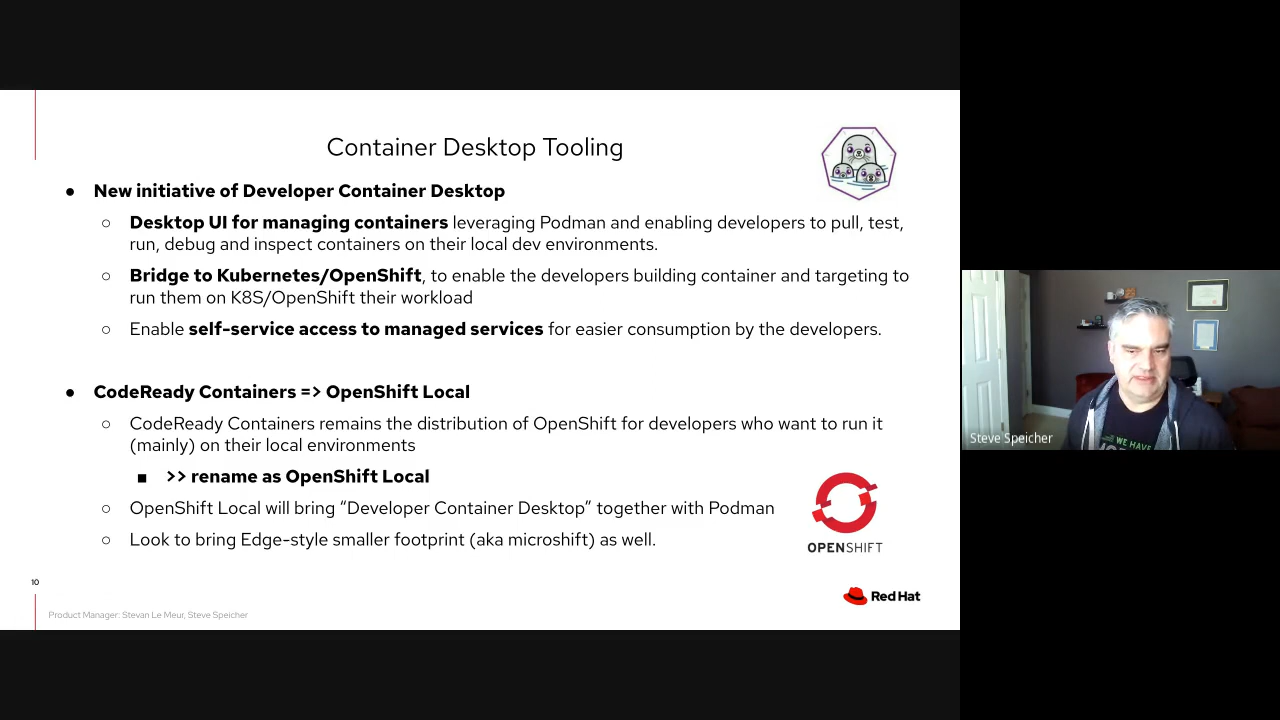 Container Desktop Tooling
● New initiative of Developer Container Desktop
○ Desktop UI for managing containers leveraging Podman and enabling developers to pull, test,
run, debug and inspect containers on their local dev environments.
○ Bridge to Kubernetes/OpenShift, to enable the developers building container and targeting to
run them on K8S/OpenShift their workload
○ Enable self-service access to managed services for easier consumption by the developers.
● CodeReady Containers => OpenShift Local
○ CodeReady Containers remains the distribution of OpenShift for developers who want to run it
(mainly) on their local environments
■ >> rename as OpenShift Local
○ OpenShift Local will bring “Developer Container Desktop” together with Podman
○ Look to bring Edge-style smaller footprint (aka microshift) as well.
OPENSHIFT
10
Red Hat
Product Manager: Stevan Le Meur, Steve Speicher
Steve Speicher
WE HAVE